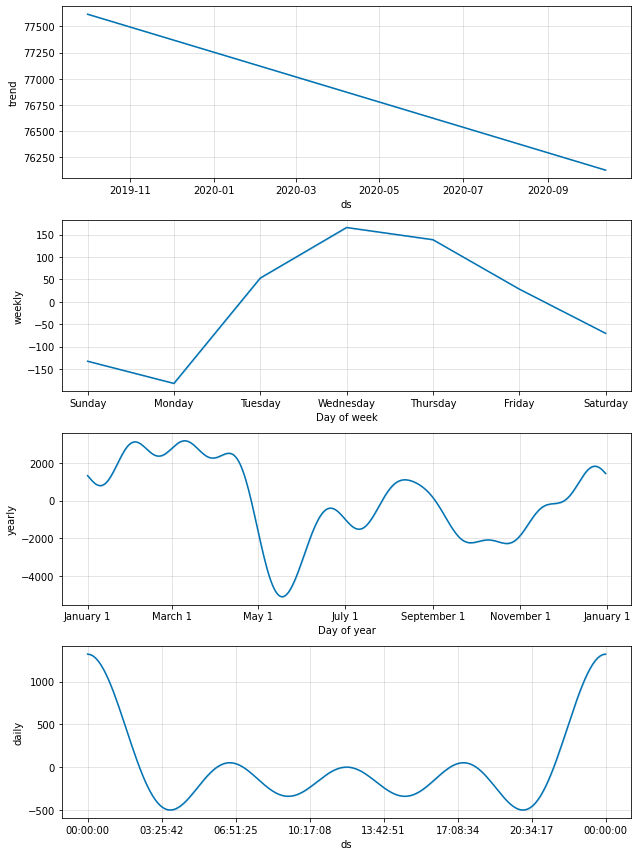 77500
77250
77000
76750
76500
76250
trend
2019-11 2020-01 2020-03 2020-05 2020-07 2020-09
ds
150
100
50
0
−50
−100
−150
weekly
Sunday Monday Tuesday Wednesday Thursday Friday Saturday
Day of week
2000
0
−2000
−4000
yearly
January 1 March 1 May 1 July 1 September 1 November 1 January 1
Day of year
1000
500
0
−500
daily
00:00:00 03:25:42 06:51:25 10:17:08 13:42:51 17:08:34 20:34:17 00:00:00
ds